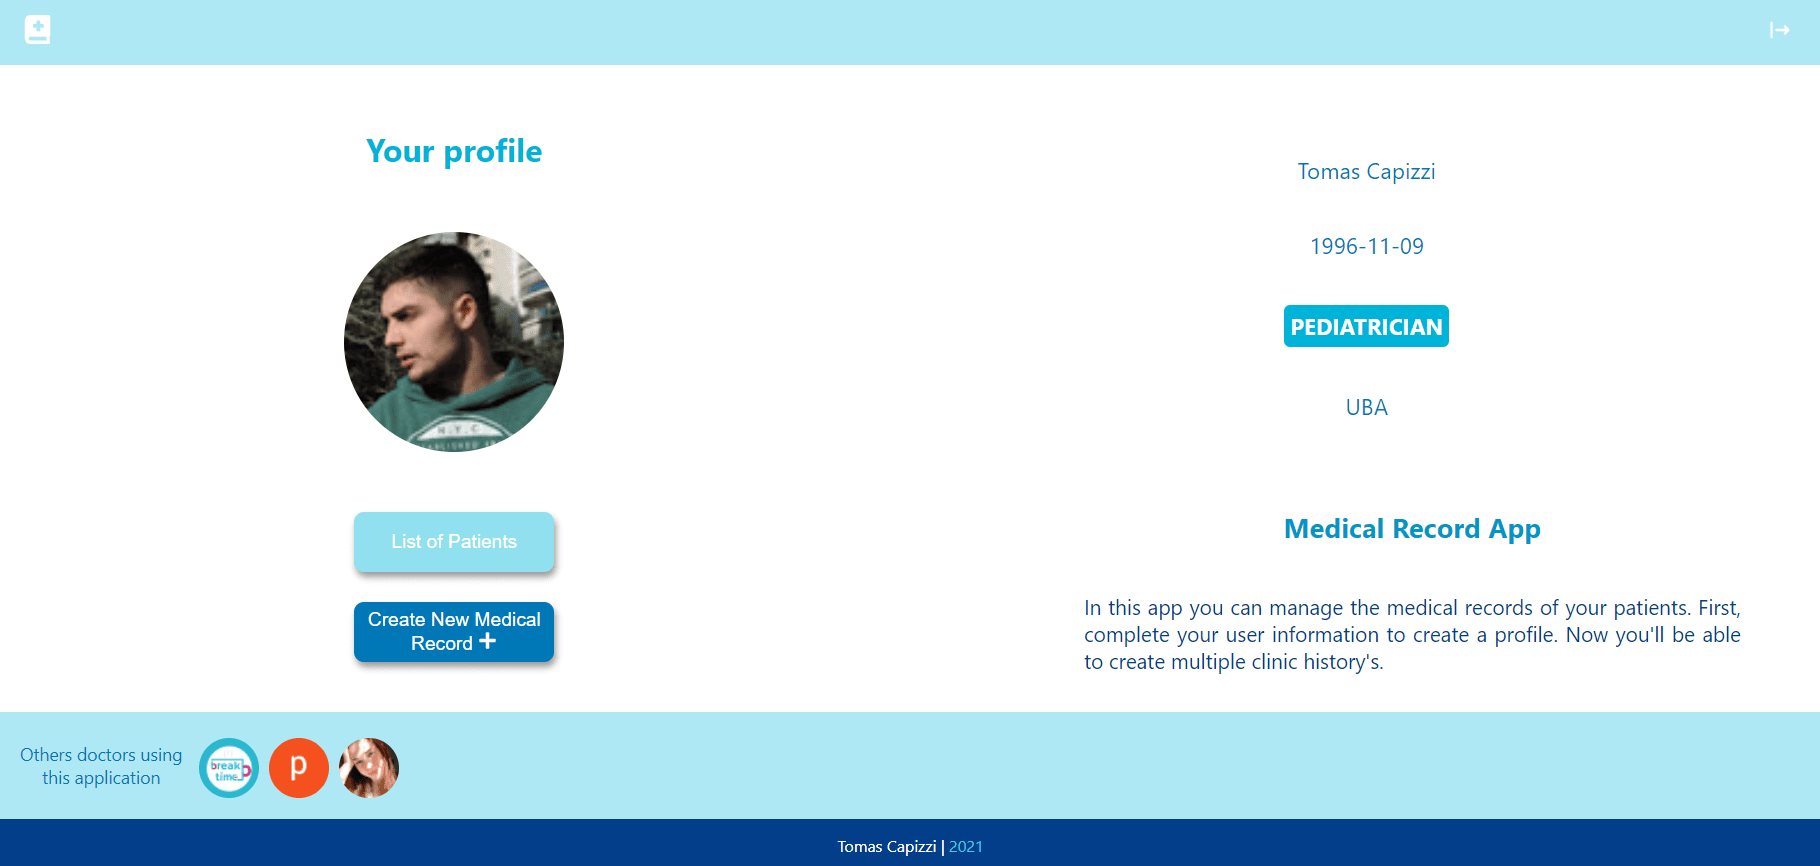 Your profile
Tomas Capizzi
1996-11-09
PEDIATRICIAN
UBA
N.Y.C
List of Patients
Create New Medical
Record +
Medical Record App
In this app you can manage the medical records of your patients. First,
complete your user information to create a profile. Now you'll be able
to create multiple clinic history's.
Others doctors using
this application
break
time
p
Tomas Capizzi | 2021